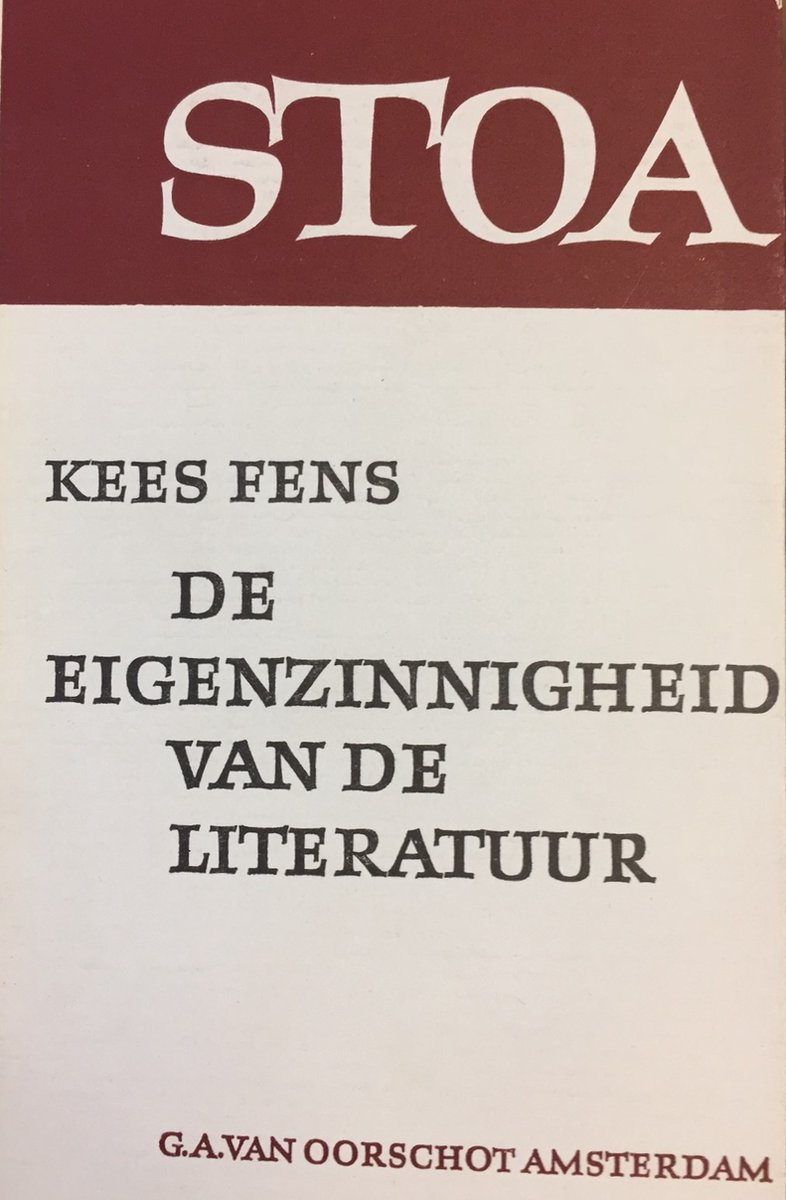 STOA
KEES FENS
DE
EIGENZINNIGHEID
VAN DE
LITERATUUR
G.A.VAN OORSCHOT AMSTERDAM